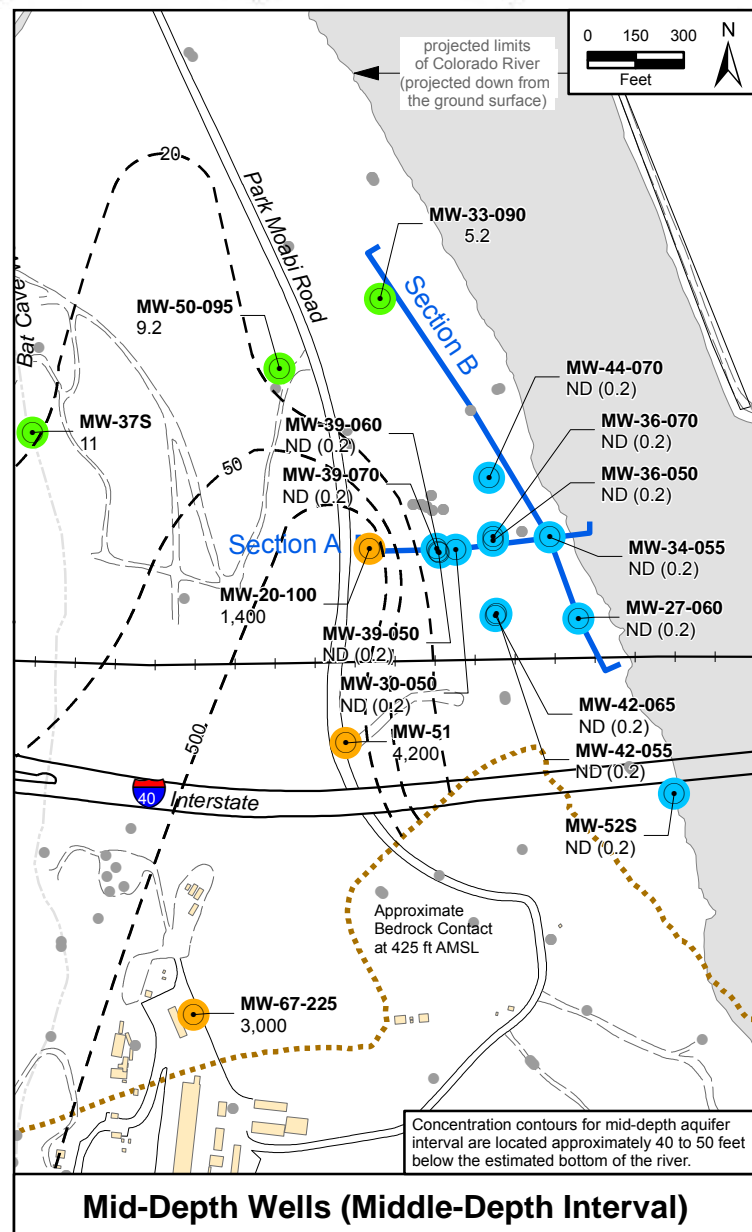 projected limits
of Colorado River
(projected down from
the ground surface)
0 150 300
Feet
N
20
Park Moabi Road
MW-33-090
5.2
Section B
MW-50-095
9.2
Bat Cave
MW-37S
11
MW-44-070
ND (0.2)
MW-39-060
ND (0.2)
MW-36-070
ND (0.2)
50
MW-39-070
ND (0.2)
MW-36-050
ND (0.2)
Section A
MW-34-055
ND (0.2)
MW-20-100
1,400
MW-27-060
ND (0.2)
MW-39-050
ND (0.2)
MW-30-050
ND (0.2)
MW-42-065
ND (0.2)
500
MW-51
4,200
MW-42-055
ND (0.2)
40
Interstate
MW-52S
ND (0.2)
Approximate
Bedrock Contact
at 425 ft AMSL
MW-67-225
3,000
Concentration contours for mid-depth aquifer
interval are located approximately 40 to 50 feet
below the estimated bottom of the river.
Mid-Depth Wells (Middle-Depth Interval)